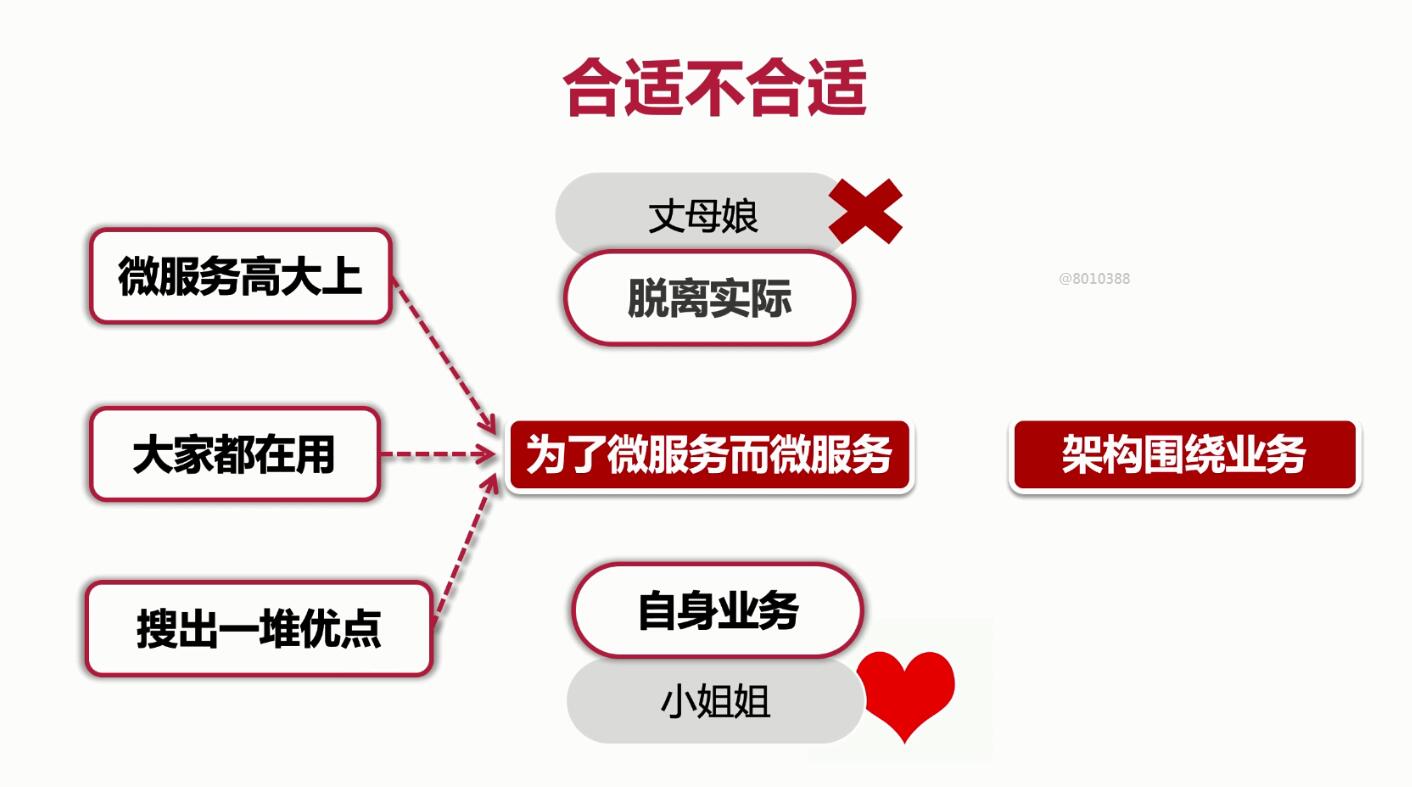 合适不合适
丈母娘
脱离实际
@8010388
微服务高大上
大家都在用
搜出一堆优点
为了微服务而微服务
架构围绕业务
自身业务
小姐姐